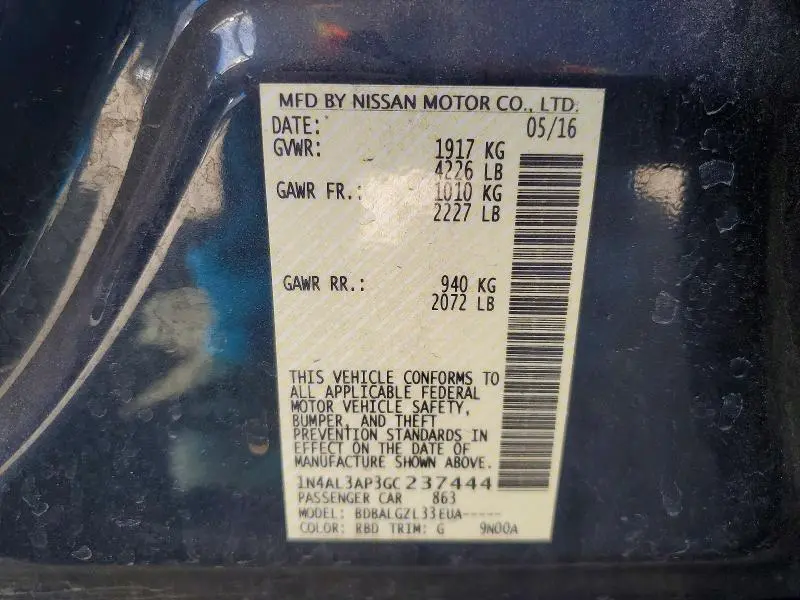 MFD BY NISSAN MOTOR CO., LTD.
DATE: 05/16
GVWR: 1917 KG
4226 LB
GAWR FR.: 1010 KG
2227 LB
GAWR RR.: 940 KG
2072 LB
THIS VEHICLE CONFORMS TO
ALL APPLICABLE FEDERAL
MOTOR VEHICLE SAFETY,
BUMPER, AND THEFT
PREVENTION STANDARDS IN
EFFECT ON THE DATE OF
MANUFACTURE SHOWN ABOVE.
1N4AL3AP3GC237444
PASSENGER CAR 863
MODEL: BDBALGZL33EUA-----
COLOR: RBD TRIM: G 9N00A